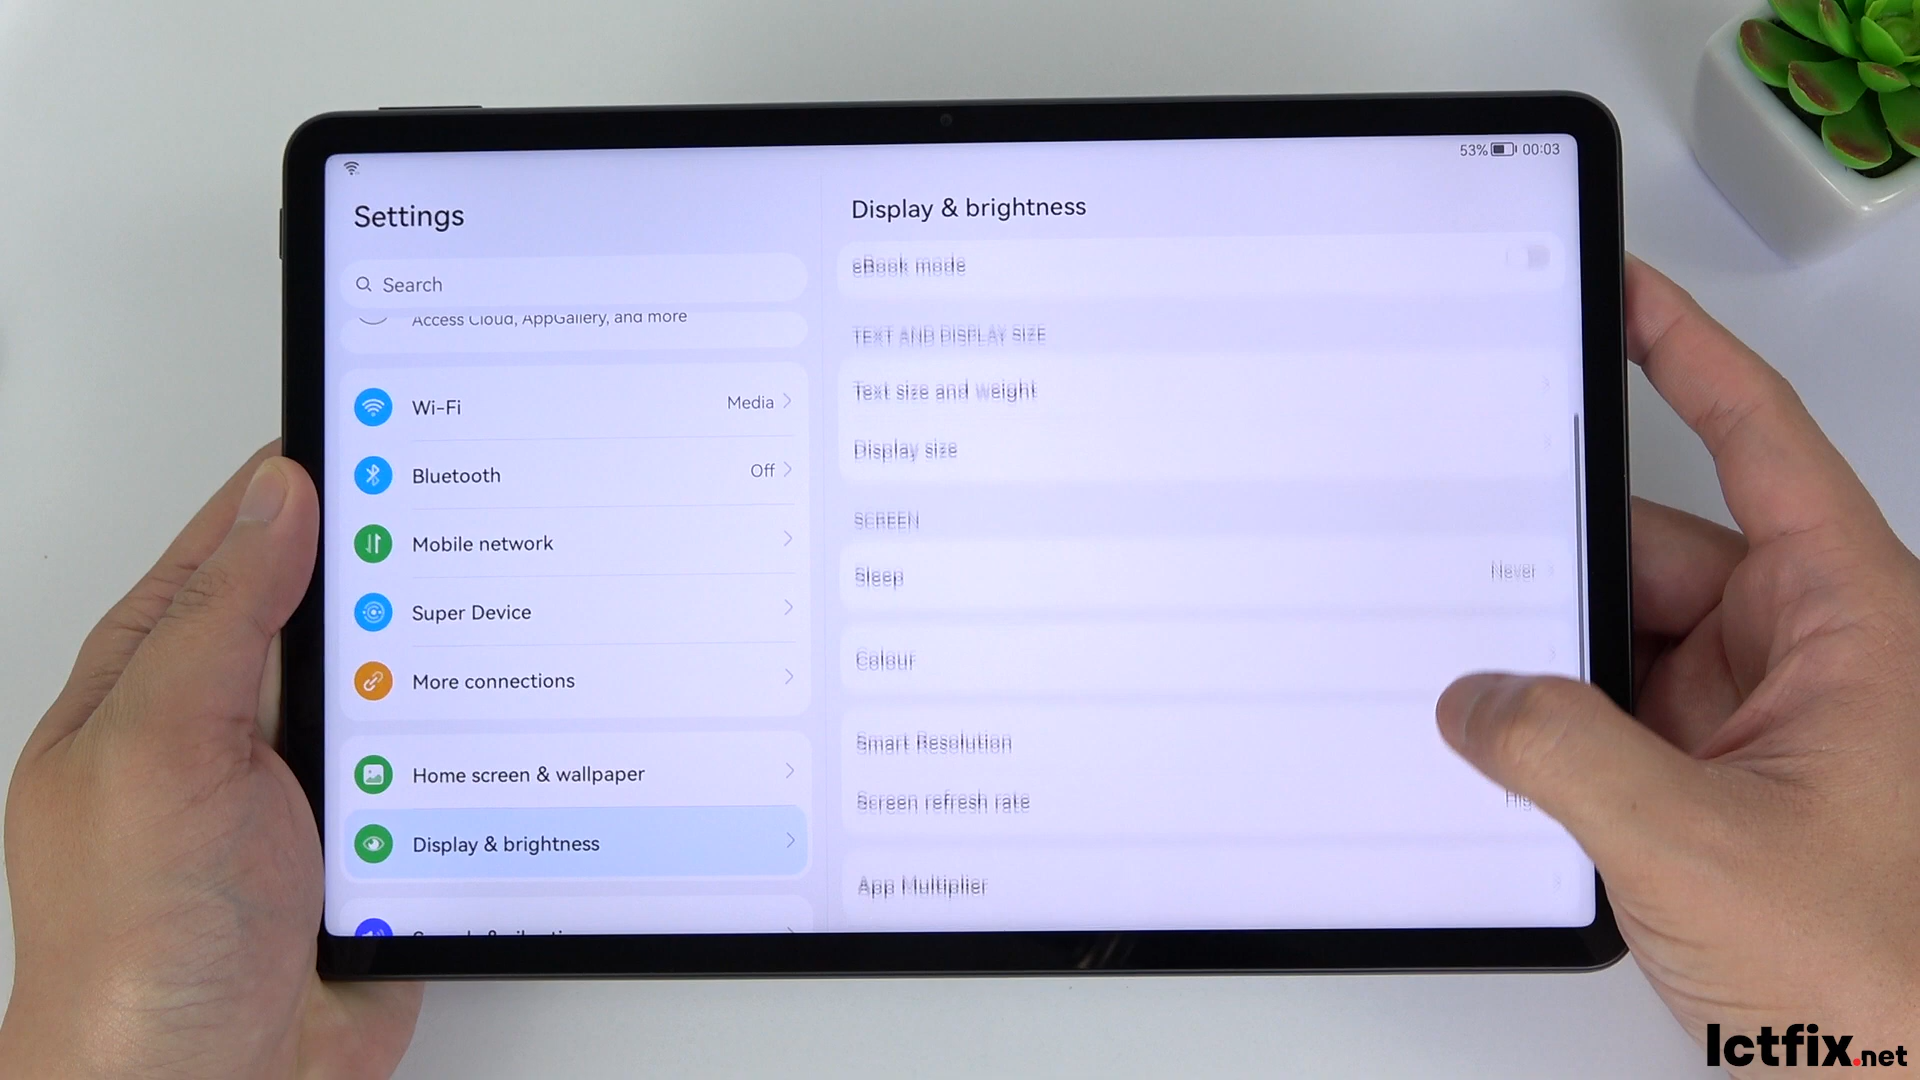 53% 00:03
Settings
Search
Access Cloud, AppGallery, and more
Wi-Fi Media
Bluetooth Off
Mobile network
Super Device
More connections
Home screen & wallpaper
Display & brightness
Display & brightness
eBook mode
TEXT AND DISPLAY SIZE
Text size and weight
Display size
SCREEN
Sleep Never
Colour
Smart Resolution
Screen refresh rate
App Multiplier
Ictfix.net